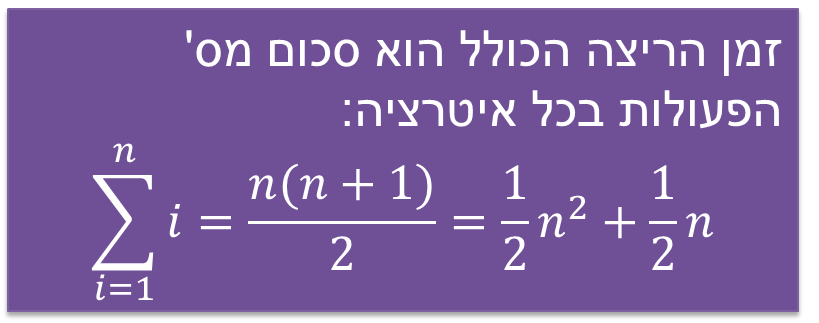 זמן הריצה הכולל הוא סכום מס'
הפעולות בכל איטרציה:
∑_{i=1}^{n} i = n(n + 1)/2 = 1/2 n² + 1/2 n